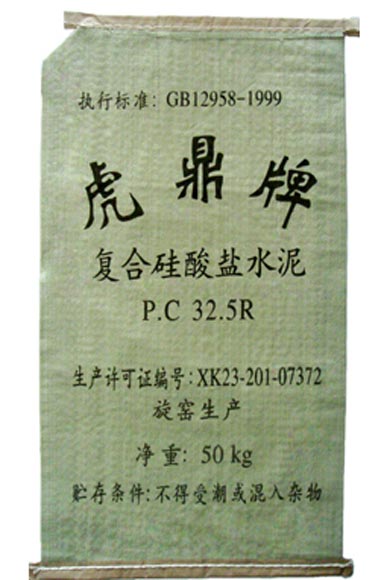 执行标准: GB12958-1999
虎鼎牌
复合硅酸盐水泥
P.C 32.5R
生产许可证编号:XK23-201-07372
旋窑生产
净重: 50 kg
贮存条件:不得受潮或混入杂物